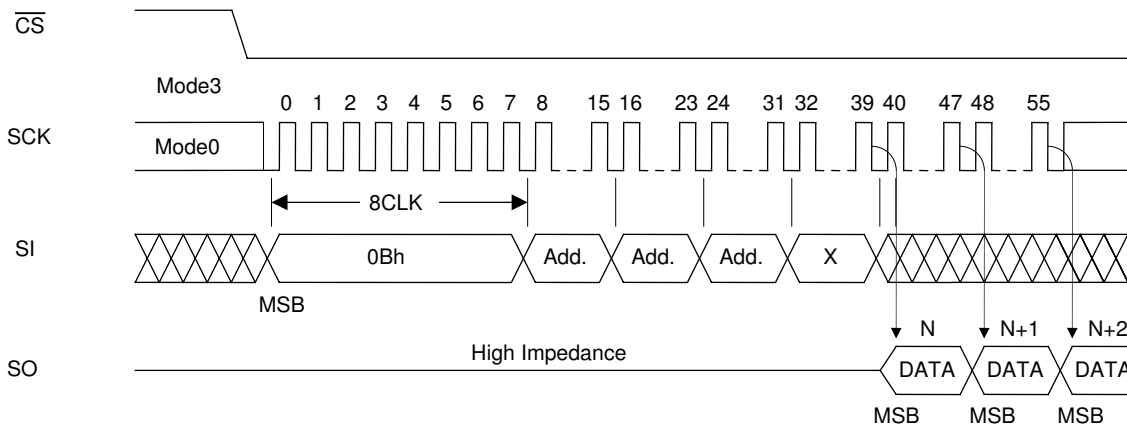 CS
Mode3
0 1 2 3 4 5 6 7 8 15 16 23 24 31 32 39 40 47 48 55
SCK
Mode0
8CLK
SI
0Bh Add. Add. Add. X
MSB
N N+1 N+2
High Impedance
SO
DATA DATA DATA
MSB MSB MSB